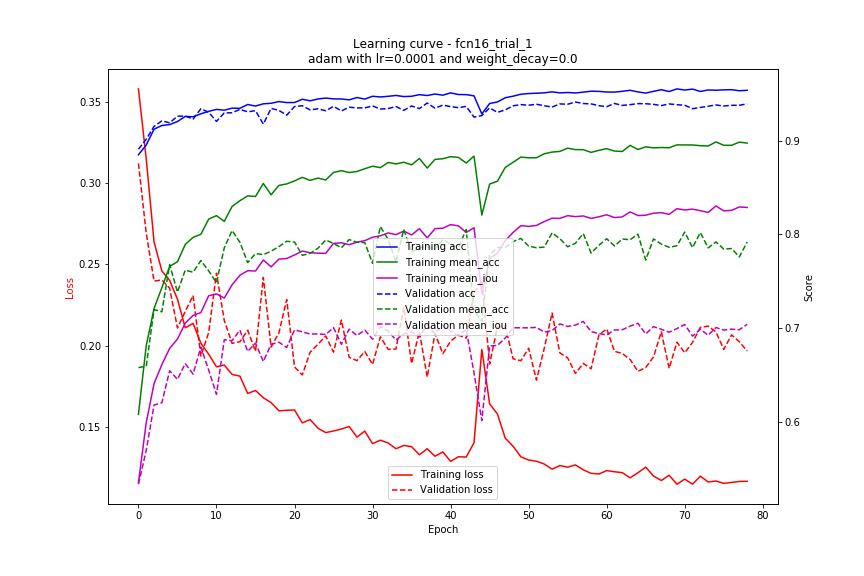 Learning curve - fcn16_trial_1
adam with lr=0.0001 and weight_decay=0.0
0.35
0.30
0.25
0.20
0.15
Loss
0.9
0.8
0.7
0.6
Score
Training acc
Training mean_acc
Training mean_iou
Validation acc
Validation mean_acc
Validation mean_iou
Training loss
Validation loss
0 10 20 30 40 50 60 70 80
Epoch